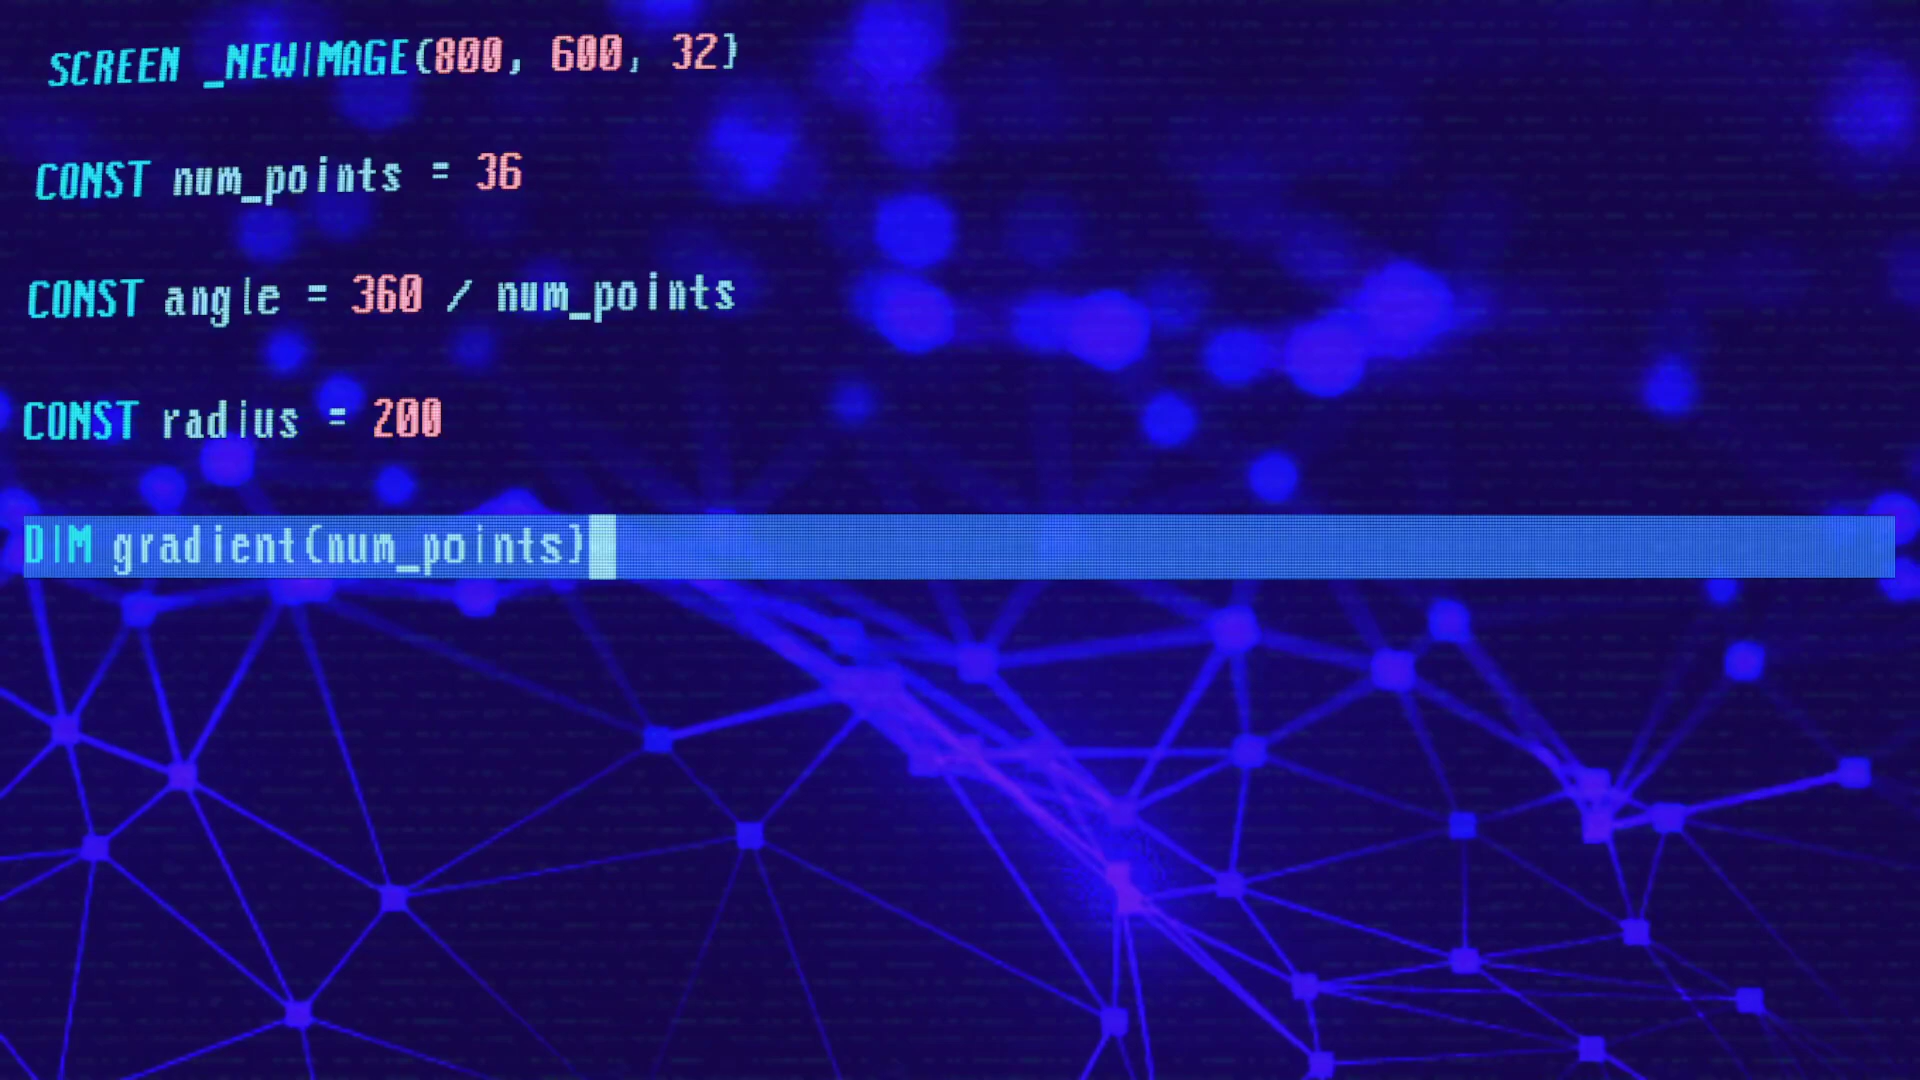 SCREEN _NEWIMAGE(800, 600, 32)
CONST num_points = 36
CONST angle = 360 / num_points
CONST radius = 200
DIM gradient(num_points)